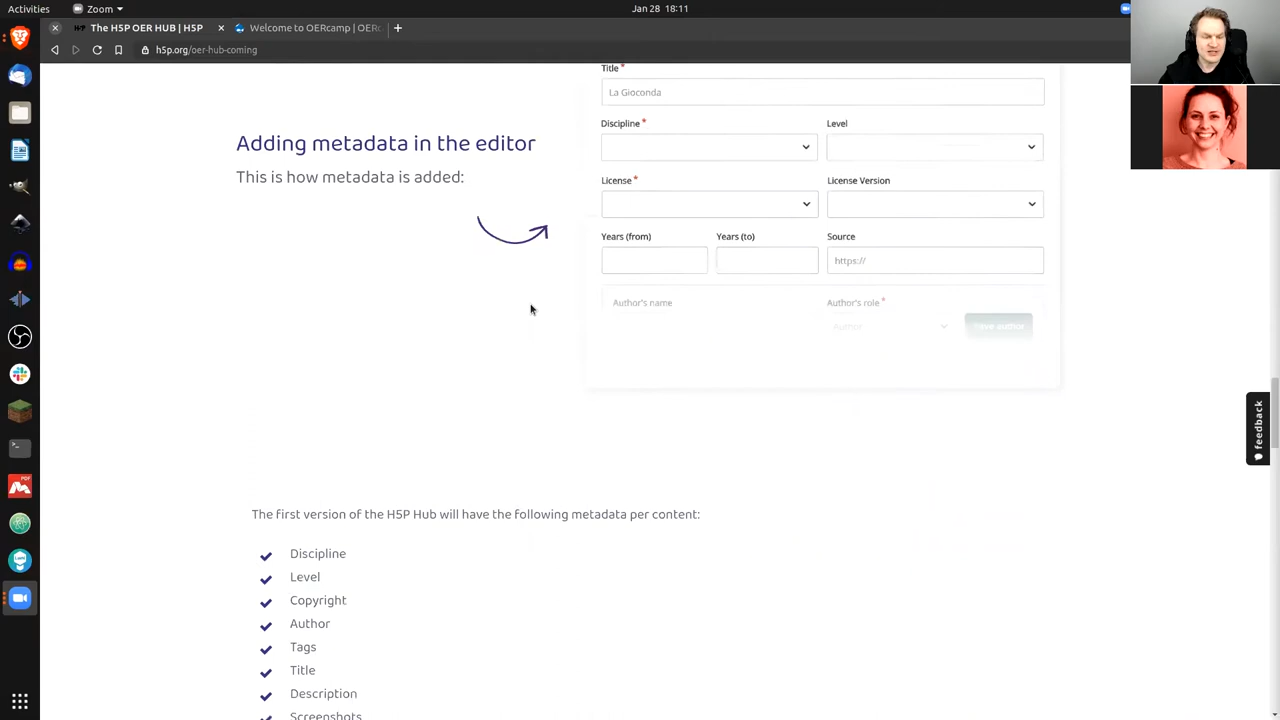 Activities
Zoom
Jan 28 18:11
The H5P OER HUB | H5P
Welcome to OERcamp | OER
h5p.org/oer-hub-coming
Title *
La Gioconda
Adding metadata in the editor
This is how metadata is added:
Discipline *
Level
License *
License Version
Years (from)
Years (to)
Source
https://
Author's name
Author's role *
Author
Save author
feedback
The first version of the H5P Hub will have the following metadata per content:
Discipline
Level
Copyright
Author
Tags
Title
Description
Screenshots